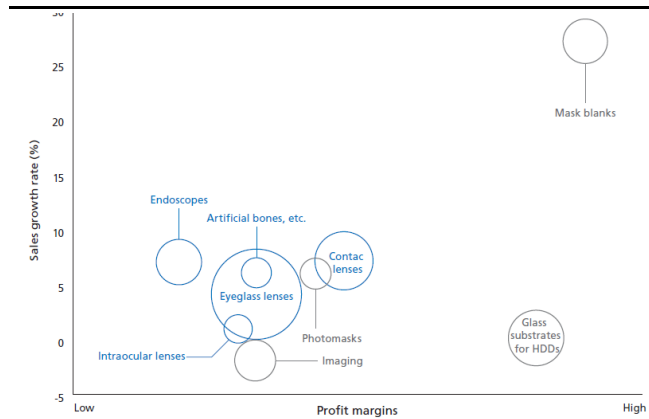 30
25
20
15
10
5
0
-5
Sales growth rate (%)
Mask blanks
Endoscopes
Artificial bones, etc.
Contac
lenses
Eyeglass lenses
Photomasks
Intraocular lenses
Imaging
Glass
substrates
for HDDs
Low
Profit margins
High